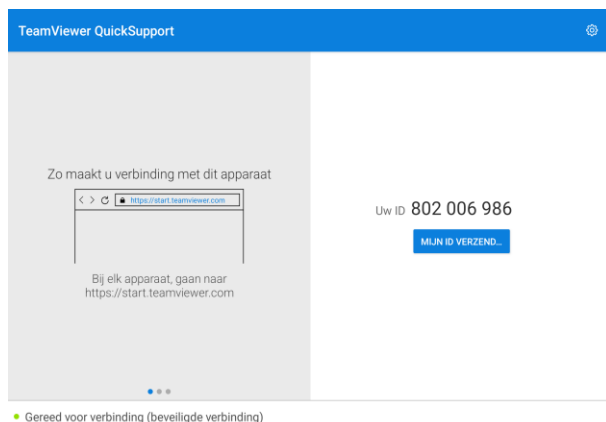 TeamViewer QuickSupport
Zo maakt u verbinding met dit apparaat
https://start.teamviewer.com
Bij elk apparaat, gaan naar
https://start.teamviewer.com
Uw ID 802 006 986
MIJN ID VERZEND...
Gereed voor verbinding (beveiligde verbinding)